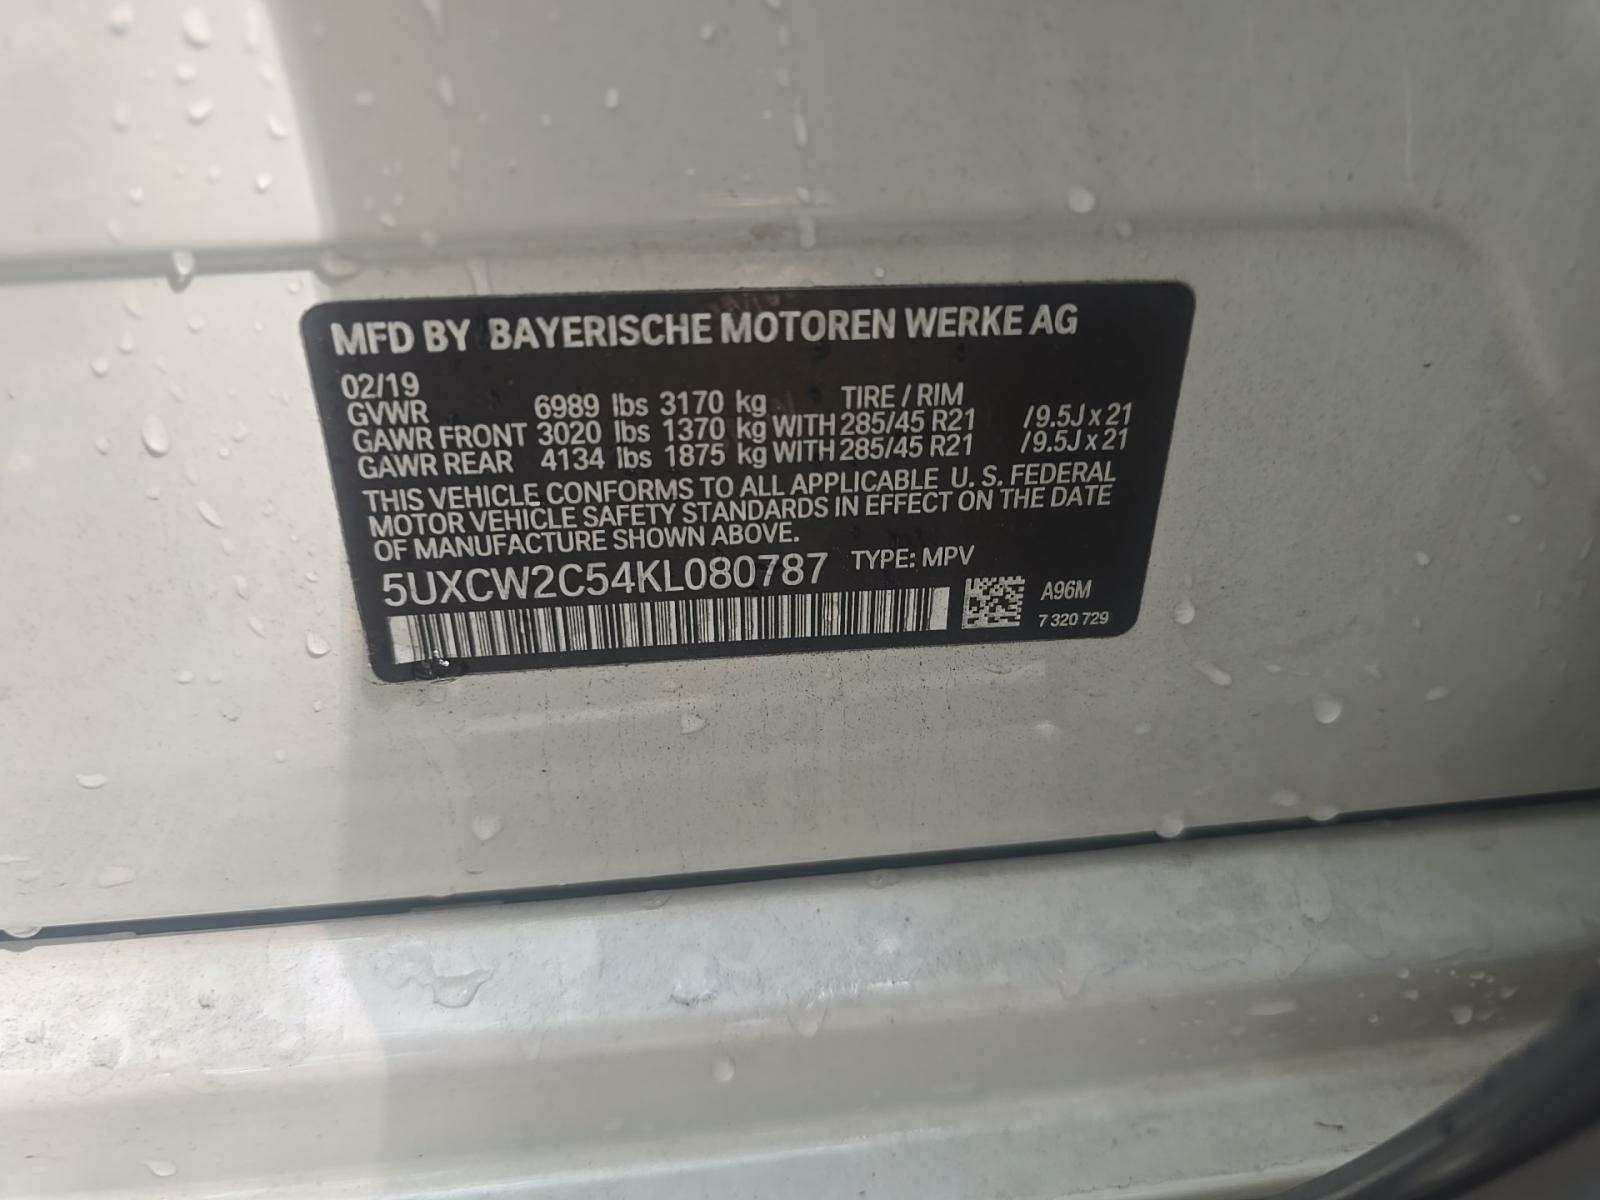 MFD BY BAYERISCHE MOTOREN WERKE AG
02/19 TIRE / RIM
GVWR 6989 lbs 3170 kg
GAWR FRONT 3020 lbs 1370 kg WITH 285/45 R21 /9.5J x 21
GAWR REAR 4134 lbs 1875 kg WITH 285/45 R21 /9.5J x 21
THIS VEHICLE CONFORMS TO ALL APPLICABLE U. S. FEDERAL
MOTOR VEHICLE SAFETY STANDARDS IN EFFECT ON THE DATE
OF MANUFACTURE SHOWN ABOVE.
5UXCW2C54KL080787 TYPE: MPV
A96M
7 320 729